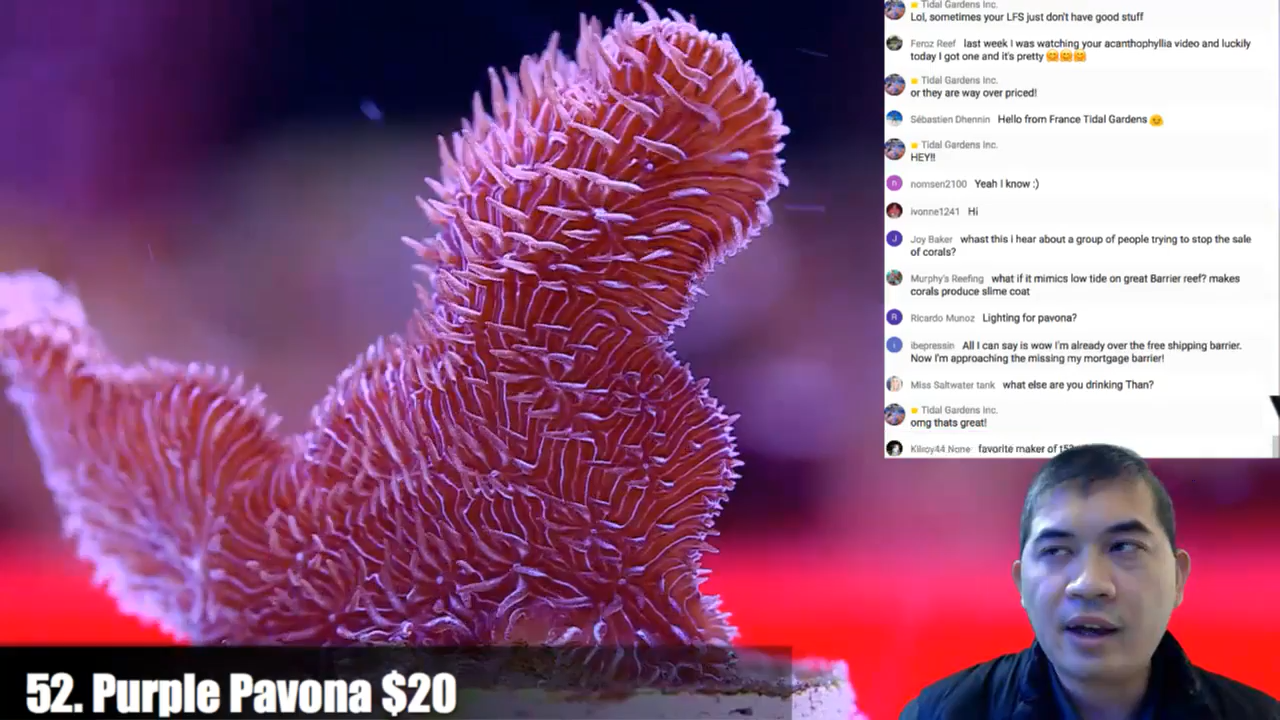 Tidal Gardens Inc.
Lol, sometimes your LFS just don't have good stuff
Feroz Reef last week I was watching your acanthophyllia video and luckily
today I got one and it's pretty 😊😊😊
Tidal Gardens Inc.
or they are way over priced!
Sébastien Dhennin Hello from France Tidal Gardens 😊
Tidal Gardens Inc.
HEY!!
n nomsen2100 Yeah I know :)
ivonne1241 Hi
J Joy Baker whast this i hear about a group of people trying to stop the sale
of corals?
Murphy's Reefing what if it mimics low tide on great Barrier reef? makes
corals produce slime coat
R Ricardo Munoz Lighting for pavona?
i ibepressin All I can say is wow I'm already over the free shipping barrier.
Now I'm approaching the missing my mortgage barrier!
Miss Saltwater tank what else are you drinking Than?
Tidal Gardens Inc.
omg thats great!
Kilroy44 None favorite maker of
52. Purple Pavona $20